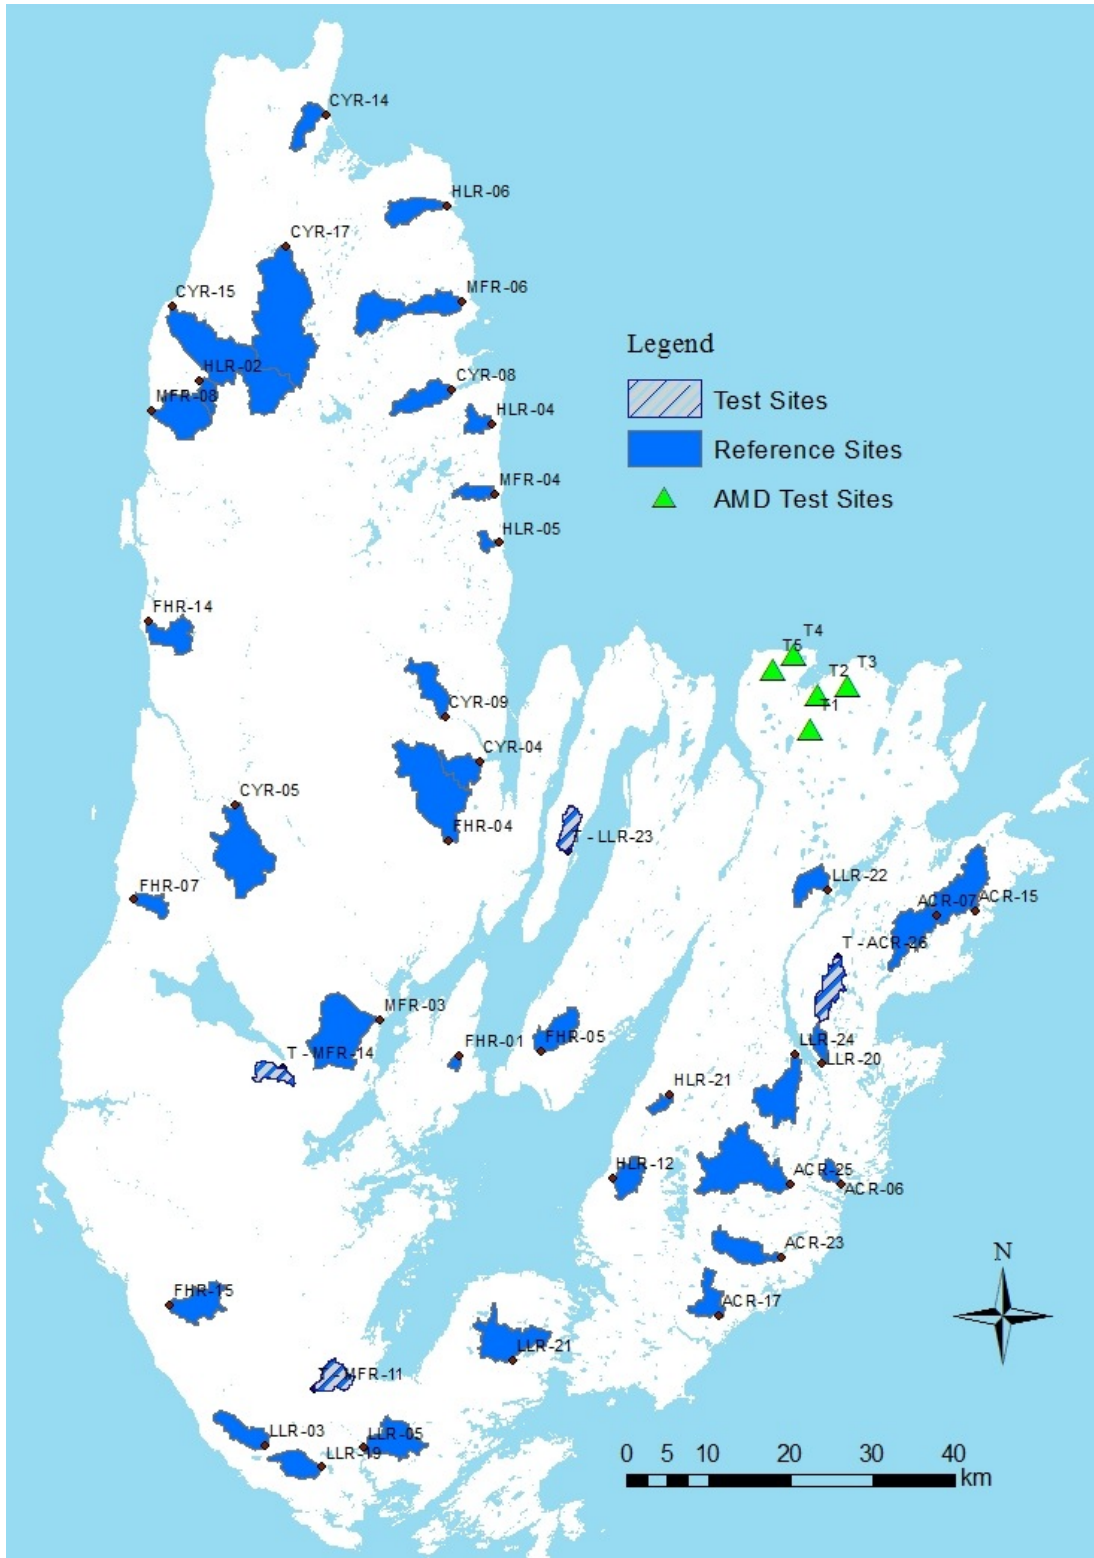 CYR-14
HLR-06
CYR-17
MFR-06
CYR-15
HLR-02
CYR-08
MFR-08
HLR-04
MFR-04
HLR-05
Legend
Test Sites
Reference Sites
AMD Test Sites
FHR-14
T4
T5
T3
T2
T1
CYR-09
CYR-04
CYR-05
FHR-04
T - LLR-23
FHR-07
LLR-22
ACR-07
ACR-15
T - ACR-26
MFR-03
T - MFR-14
FHR-01
FHR-05
LLR-24
LLR-20
HLR-21
HLR-12
ACR-25
ACR-06
ACR-23
FHR-15
ACR-17
LLR-21
T - MFR-11
LLR-03
LLR-05
LLR-19
N
0 5 10 20 30 40
km